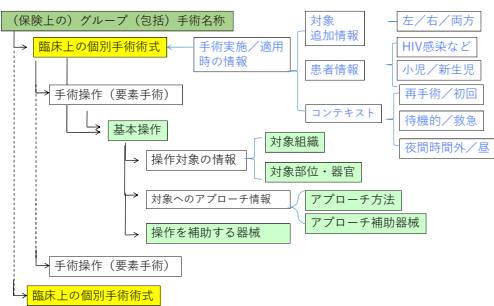 （保険上の）グループ（包括）手術名称
臨床上の個別手術術式
手術実施／適用
時の情報
対象
追加情報
左／右／両方
患者情報
HIV感染など
小児／新生児
コンテキスト
再手術／初回
待機的／救急
夜間時間外／昼
手術操作（要素手術）
基本操作
操作対象の情報
対象組織
対象部位・器官
対象へのアプローチ情報
アプローチ方法
アプローチ補助器械
操作を補助する器械
手術操作（要素手術）
臨床上の個別手術術式